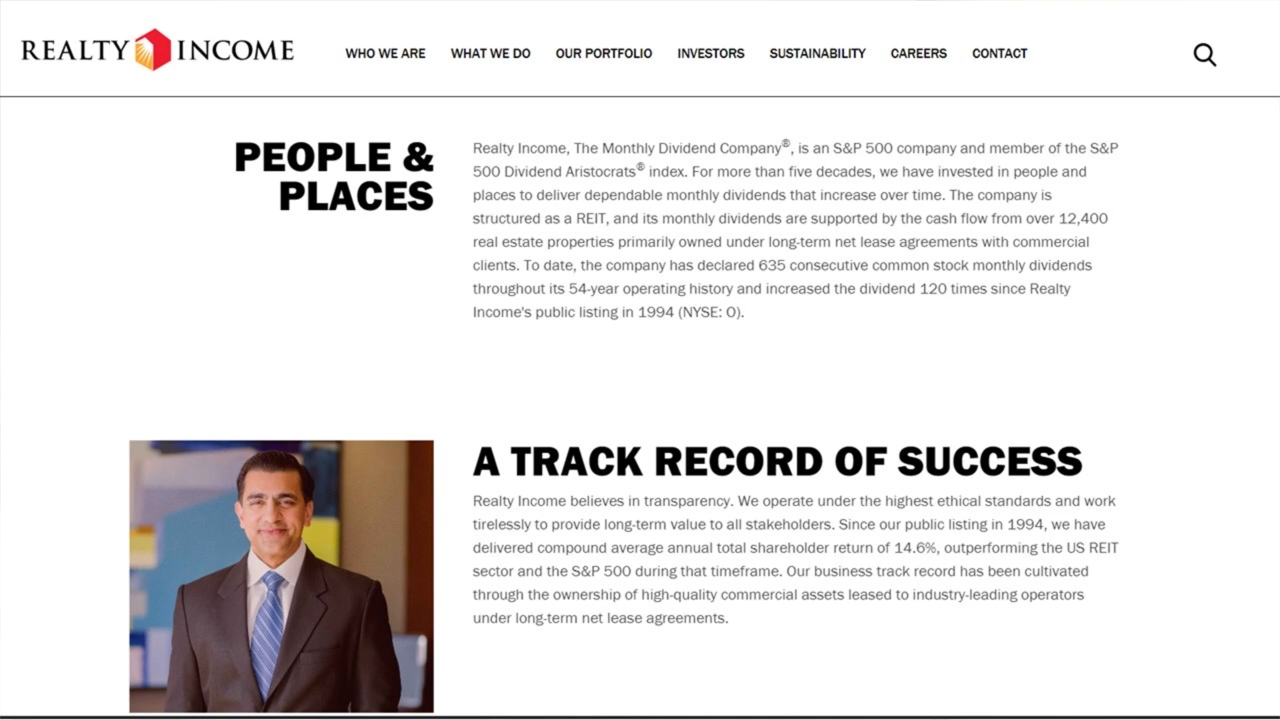 REALTY INCOME
WHO WE ARE WHAT WE DO OUR PORTFOLIO INVESTORS SUSTAINABILITY CAREERS CONTACT
PEOPLE &
PLACES
Realty Income, The Monthly Dividend Company®, is an S&P 500 company and member of the S&P
500 Dividend Aristocrats® index. For more than five decades, we have invested in people and
places to deliver dependable monthly dividends that increase over time. The company is
structured as a REIT, and its monthly dividends are supported by the cash flow from over 12,400
real estate properties primarily owned under long-term net lease agreements with commercial
clients. To date, the company has declared 635 consecutive common stock monthly dividends
throughout its 54-year operating history and increased the dividend 120 times since Realty
Income's public listing in 1994 (NYSE: O).
A TRACK RECORD OF SUCCESS
Realty Income believes in transparency. We operate under the highest ethical standards and work
tirelessly to provide long-term value to all stakeholders. Since our public listing in 1994, we have
delivered compound average annual total shareholder return of 14.6%, outperforming the US REIT
sector and the S&P 500 during that timeframe. Our business track record has been cultivated
through the ownership of high-quality commercial assets leased to industry-leading operators
under long-term net lease agreements.